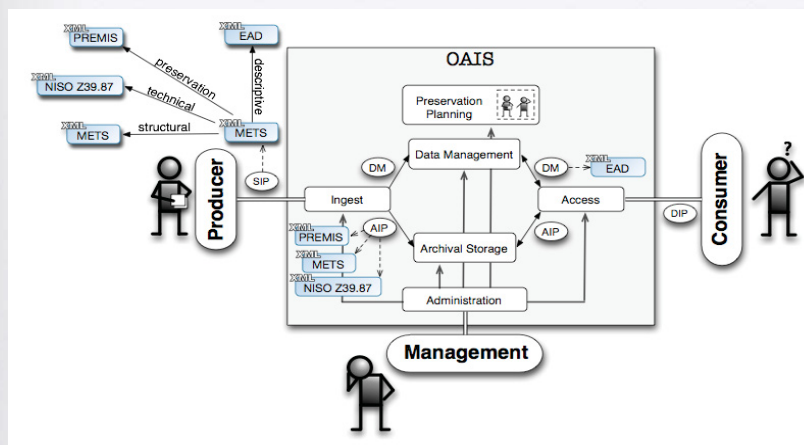 XML
PREMIS
XML
EAD
OAIS
preservation
descriptive
XML
NISO Z39.87
technical
Preservation
Planning
XML
METS
structural
XML
METS
Data Management
DM
DM
XML
EAD
?
SIP
Producer
Ingest
Access
Consumer
DIP
AIP
AIP
XML
PREMIS
Archival Storage
XML
METS
XML
NISO Z39.87
Administration
Management